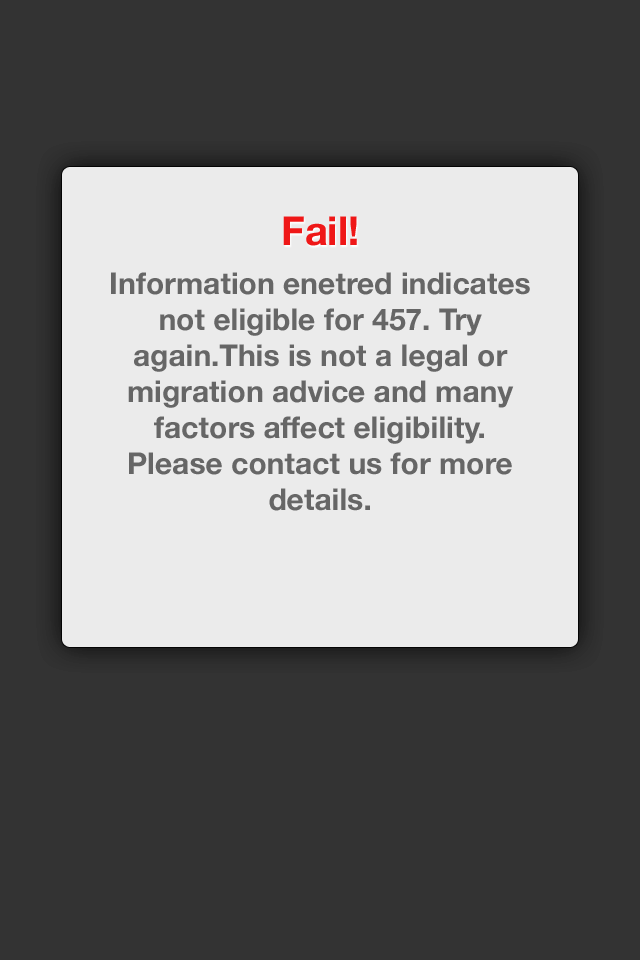 Fail!
Information enetred indicates
not eligible for 457. Try
again.This is not a legal or
migration advice and many
factors affect eligibility.
Please contact us for more
details.